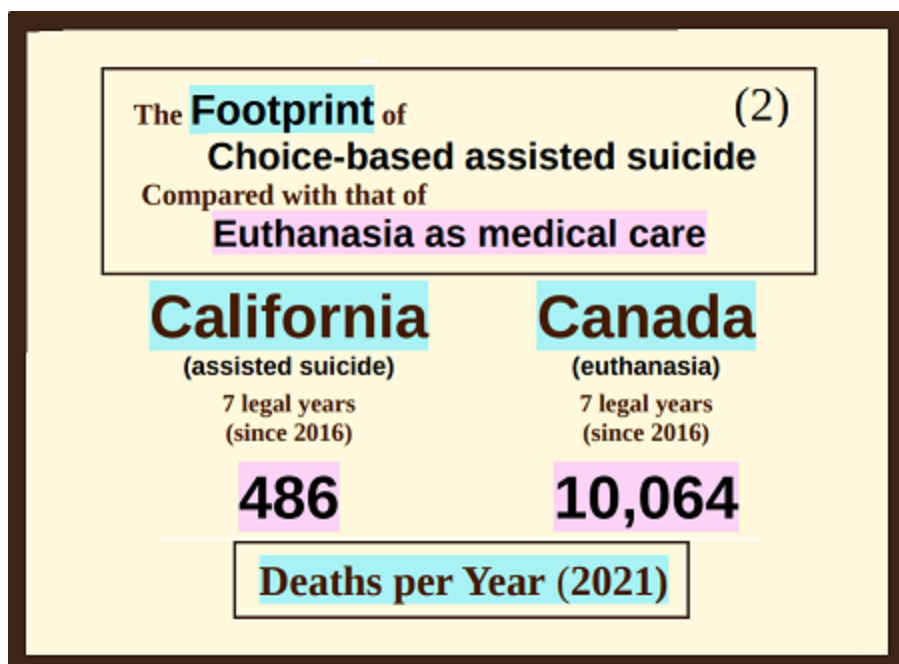 The Footprint of (2)
Choice-based assisted suicide
Compared with that of
Euthanasia as medical care
California Canada
(assisted suicide) (euthanasia)
7 legal years 7 legal years
(since 2016) (since 2016)
486 10,064
Deaths per Year (2021)